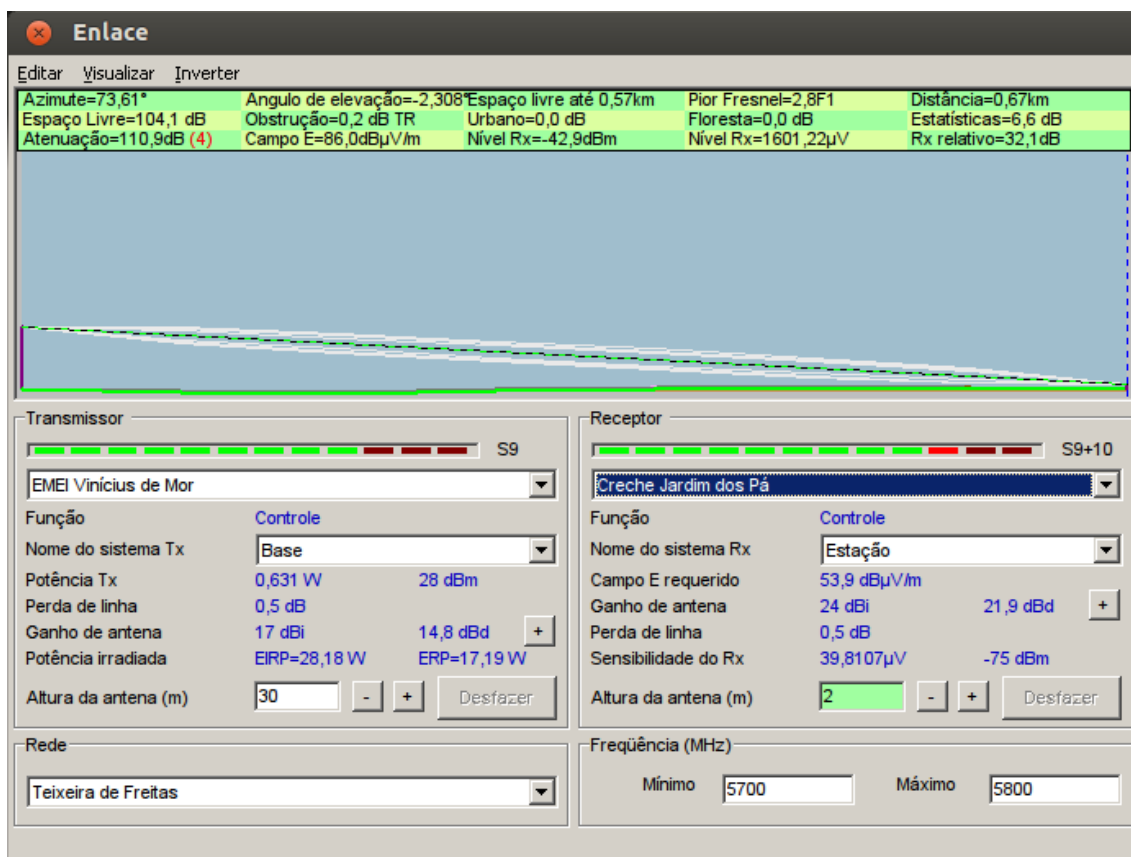 Enlace
Editar Visualizar Inverter
Azimute=73,61° Angulo de elevação=-2,308° Espaço livre até 0,57km Pior Fresnel=2,8F1 Distância=0,67km
Espaço Livre=104,1 dB Obstrução=0,2 dB TR Urbano=0,0 dB Floresta=0,0 dB Estatísticas=6,6 dB
Atenuação=110,9dB (4) Campo E=86,0dBµV/m Nível Rx=-42,9dBm Nível Rx=1601,22µV Rx relativo=32,1dB
Transmissor
S9
EMEI Vinícius de Mor
Função Controle
Nome do sistema Tx Base
Potência Tx 0,631 W 28 dBm
Perda de linha 0,5 dB
Ganho de antena 17 dBi 14,8 dBd +
Potência irradiada EIRP=28,18 W ERP=17,19 W
Altura da antena (m) 30 - + Desfazer
Rede
Teixeira de Freitas
Receptor
S9+10
Creche Jardim dos Pá
Função Controle
Nome do sistema Rx Estação
Campo E requerido 53,9 dBµV/m
Ganho de antena 24 dBi 21,9 dBd +
Perda de linha 0,5 dB
Sensibilidade do Rx 39,8107µV -75 dBm
Altura da antena (m) 2 - + Desfazer
Freqüência (MHz)
Mínimo 5700 Máximo 5800